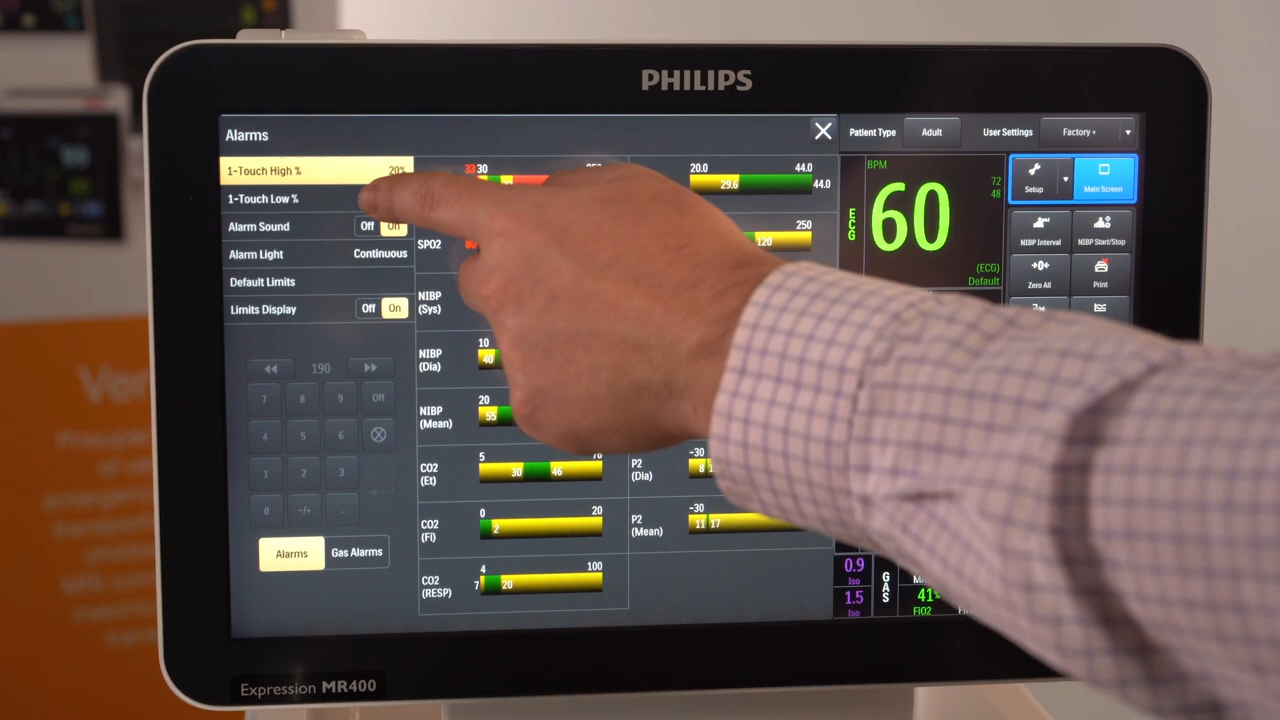 PHILIPS
Alarms
Patient Type Adult User Settings Factory +
1-Touch High % 20%
1-Touch Low %
Alarm Sound Off On
Alarm Light Continuous
Default Limits
Limits Display Off On
190
7 8 9 Off
4 5 6
1 2 3
0 -/+ .
Alarms Gas Alarms
33 30
SPO2 80
NIBP
(Sys)
10
NIBP
(Dia) 40
20
NIBP
(Mean) 55
5 76
CO2
(Et) 30 46
0 20
CO2
(Fi) 2
4 100
CO2
(RESP) 7 20
20.0 44.0
29.6 44.0
250
120
-30
P2
(Dia) 8
-30
P2
(Mean) 11 17
BPM
ECG 60 72
48
(ECG)
Default
Setup Main Screen
NIBP Interval NIBP Start/Stop
Zero All Print
0.9
Iso
1.5
Iso
GAS
41%
FiO2
Expression MR400